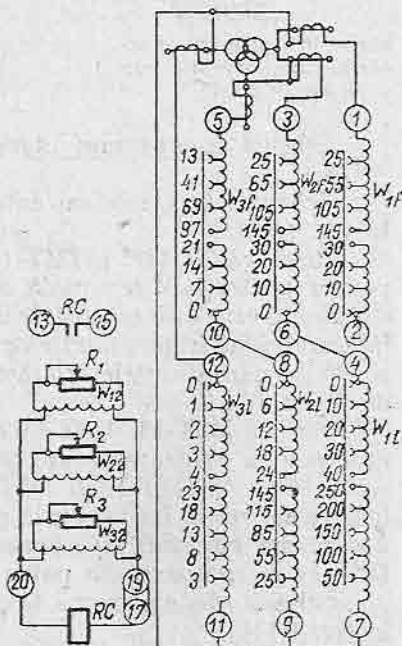 5 3 1
13 25 25
41 W3f 65 W2f 55 W1f
69 105 105
97 145 145
21 30 30
14 20 20
7 10 10
0 0 0
10 6 2
13 RC 15
12 8 4
R1
W12
R2
W22
R3
W32
20 19
17
RC
0 W3l 0 W2l 0
1 6 10
2 12 20 W1l
3 18 30
4 24 40
23 145 250
18 115 200
13 85 150
8 55 100
3 25 50
11 9 7